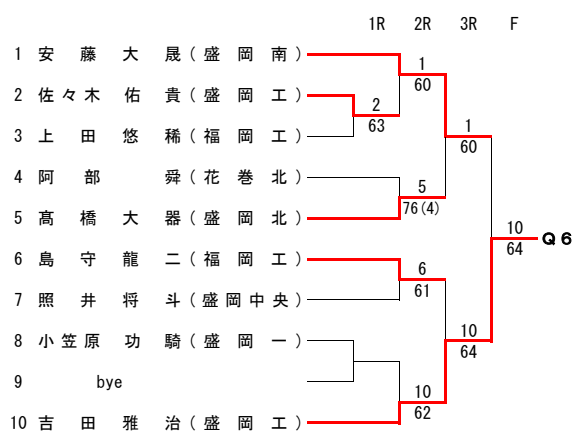 1R 2R 3R F
1 安藤大晟(盛岡南) 1
60
2 佐々木佑貴(盛岡工) 2
63
3 上田悠稀(福岡工) 1
60
4 阿部舜(花巻北) 5
76(4)
5 髙橋大器(盛岡北) 10
64 Q6
6 島守龍二(福岡工) 6
61
7 照井将斗(盛岡中央)
8 小笠原功騎(盛岡一) 10
64
9 bye 10
62
10 吉田雅治(盛岡工)